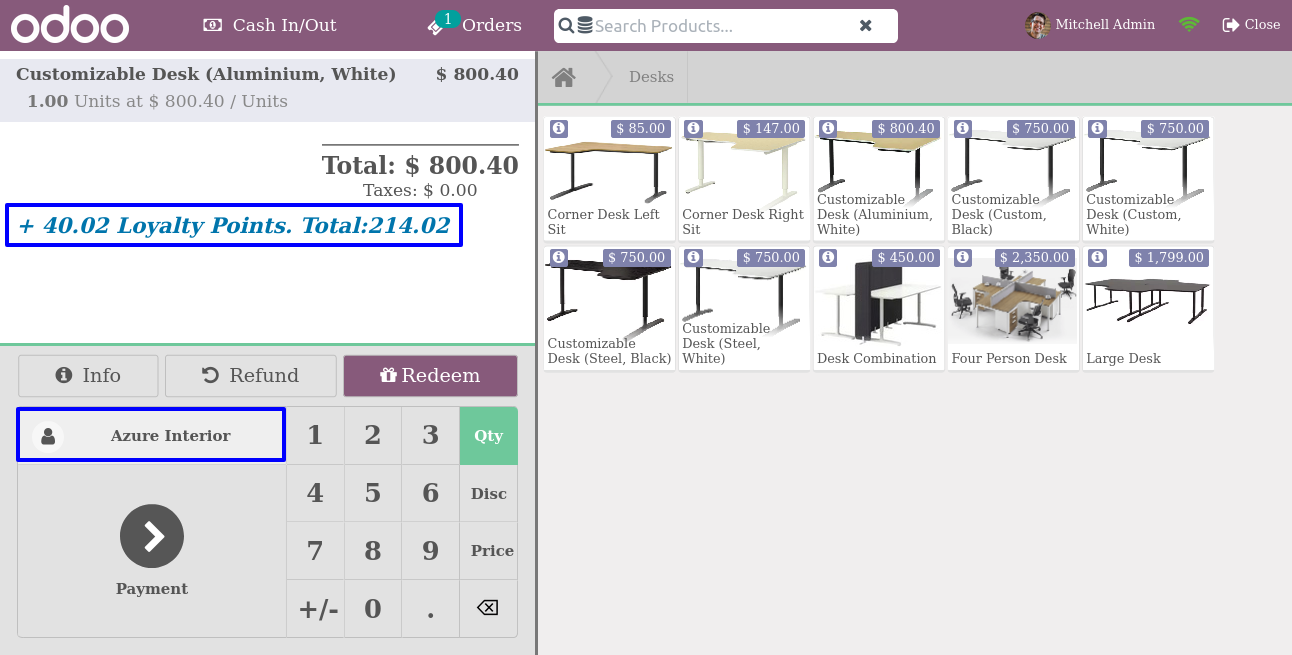 odoo
Cash In/Out
1
Orders
Search Products...
Mitchell Admin
Close
Customizable Desk (Aluminium, White) $ 800.40
1.00 Units at $ 800.40 / Units
Total: $ 800.40
Taxes: $ 0.00
+ 40.02 Loyalty Points. Total:214.02
Info
Refund
Redeem
Azure Interior
1 2 3 Qty
4 5 6 Disc
7 8 9 Price
+/- 0 .
Payment
Desks
$ 85.00
Corner Desk Left
Sit
$ 147.00
Corner Desk Right
Sit
$ 800.40
Customizable
Desk (Aluminium,
White)
$ 750.00
Customizable
Desk (Custom,
Black)
$ 750.00
Customizable
Desk (Custom,
White)
$ 750.00
Customizable
Desk (Steel, Black)
$ 750.00
Customizable
Desk (Steel,
White)
$ 450.00
Desk Combination
$ 2,350.00
Four Person Desk
$ 1,799.00
Large Desk